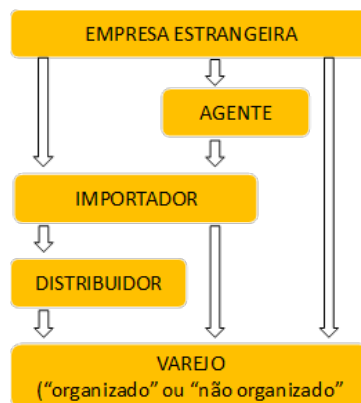 EMPRESA ESTRANGEIRA
AGENTE
IMPORTADOR
DISTRIBUIDOR
VAREJO
(“organizado” ou “não organizado”